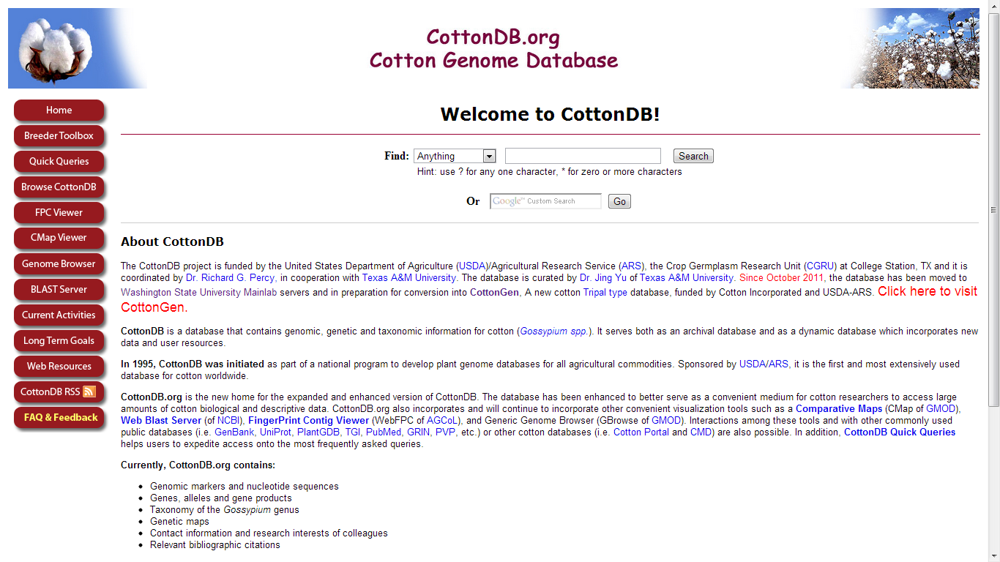 CottonDB.org
Cotton Genome Database
Home
Breeder Toolbox
Quick Queries
Browse CottonDB
FPC Viewer
CMap Viewer
Genome Browser
BLAST Server
Current Activities
Long Term Goals
Web Resources
CottonDB RSS
FAQ & Feedback
Welcome to CottonDB!
Find: Anything Search
Hint: use ? for any one character, * for zero or more characters
Or Google™ Custom Search Go
About CottonDB
The CottonDB project is funded by the United States Department of Agriculture (USDA)/Agricultural Research Service (ARS), the Crop Germplasm Research Unit (CGRU) at College Station, TX and it is
coordinated by Dr. Richard G. Percy, in cooperation with Texas A&M University. The database is curated by Dr. Jing Yu of Texas A&M University. Since October 2011, the database has been moved to
Washington State University Mainlab servers and in preparation for conversion into CottonGen, A new cotton Tripal type database, funded by Cotton Incorporated and USDA-ARS. Click here to visit
CottonGen.
CottonDB is a database that contains genomic, genetic and taxonomic information for cotton (Gossypium spp.). It serves both as an archival database and as a dynamic database which incorporates new
data and user resources.
In 1995, CottonDB was initiated as part of a national program to develop plant genome databases for all agricultural commodities. Sponsored by USDA/ARS, it is the first and most extensively used
database for cotton worldwide.
CottonDB.org is the new home for the expanded and enhanced version of CottonDB. The database has been enhanced to better serve as a convenient medium for cotton researchers to access large
amounts of cotton biological and descriptive data. CottonDB.org also incorporates and will continue to incorporate other convenient visualization tools such as a Comparative Maps (CMap of GMOD),
Web Blast Server (of NCBI), FingerPrint Contig Viewer (WebFPC of AGCoL), and Generic Genome Browser (GBrowse of GMOD). Interactions among these tools and with other commonly used
public databases (i.e. GenBank, UniProt, PlantGDB, TGI, PubMed, GRIN, PVP, etc.) or other cotton databases (i.e. Cotton Portal and CMD) are also possible. In addition, CottonDB Quick Queries
helps users to expedite access onto the most frequently asked queries.
Currently, CottonDB.org contains:
• Genomic markers and nucleotide sequences
• Genes, alleles and gene products
• Taxonomy of the Gossypium genus
• Genetic maps
• Contact information and research interests of colleagues
• Relevant bibliographic citations